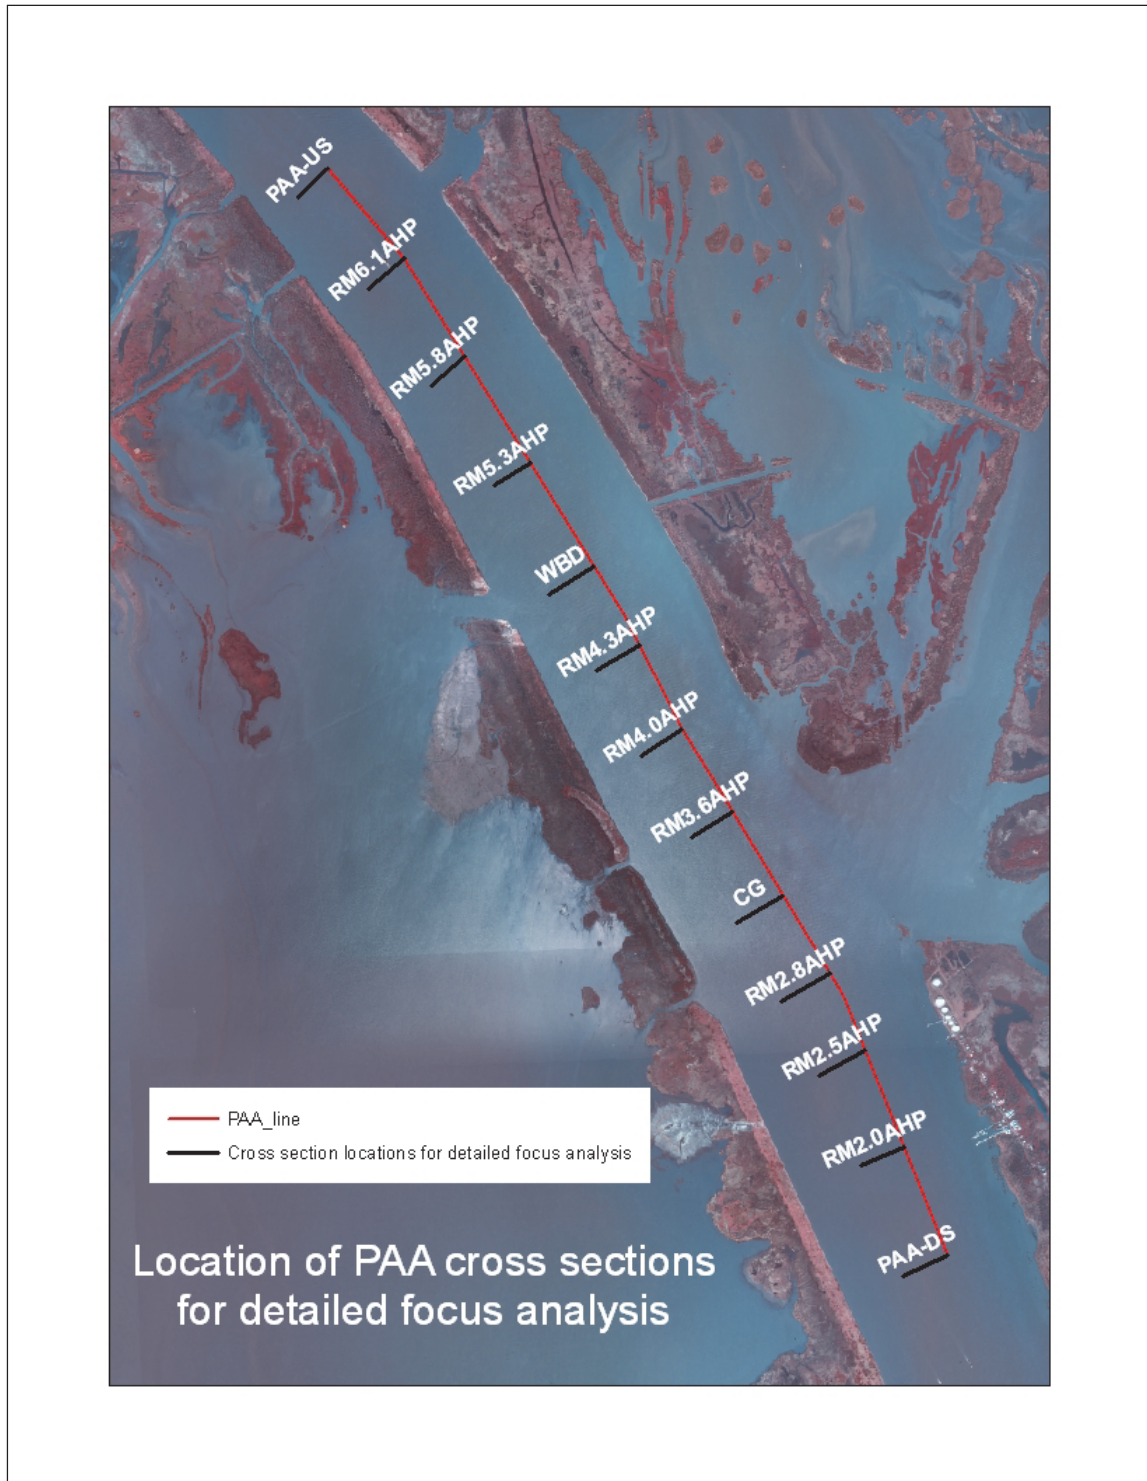 PAA-US
RM6.1AHP
RM5.8AHP
RM5.3AHP
WBD
RM4.3AHP
RM4.0AHP
RM3.6AHP
CG
RM2.8AHP
RM2.5AHP
RM2.0AHP
PAA-DS
PAA_line
Cross section locations for detailed focus analysis
Location of PAA cross sections
for detailed focus analysis